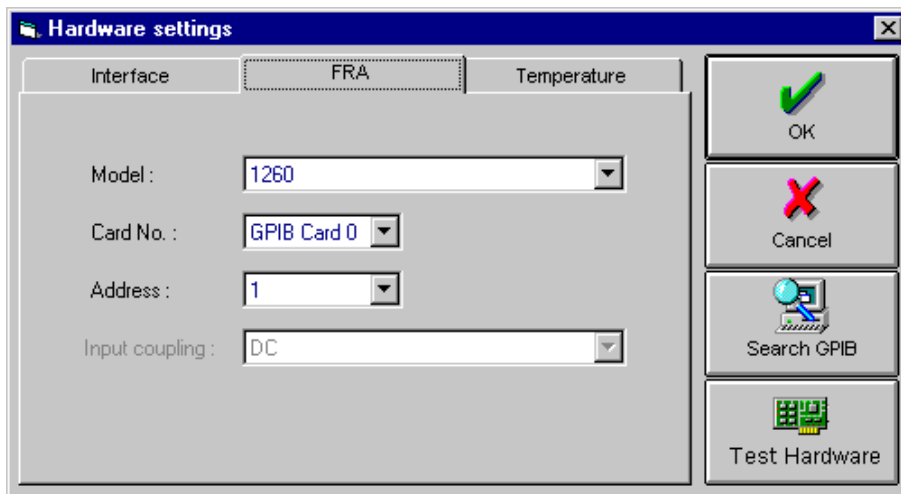 Hardware settings
Interface
FRA
Temperature
Model :
1260
Card No. :
GPIB Card 0
Address :
1
Input coupling :
DC
OK
Cancel
Search GPIB
Test Hardware